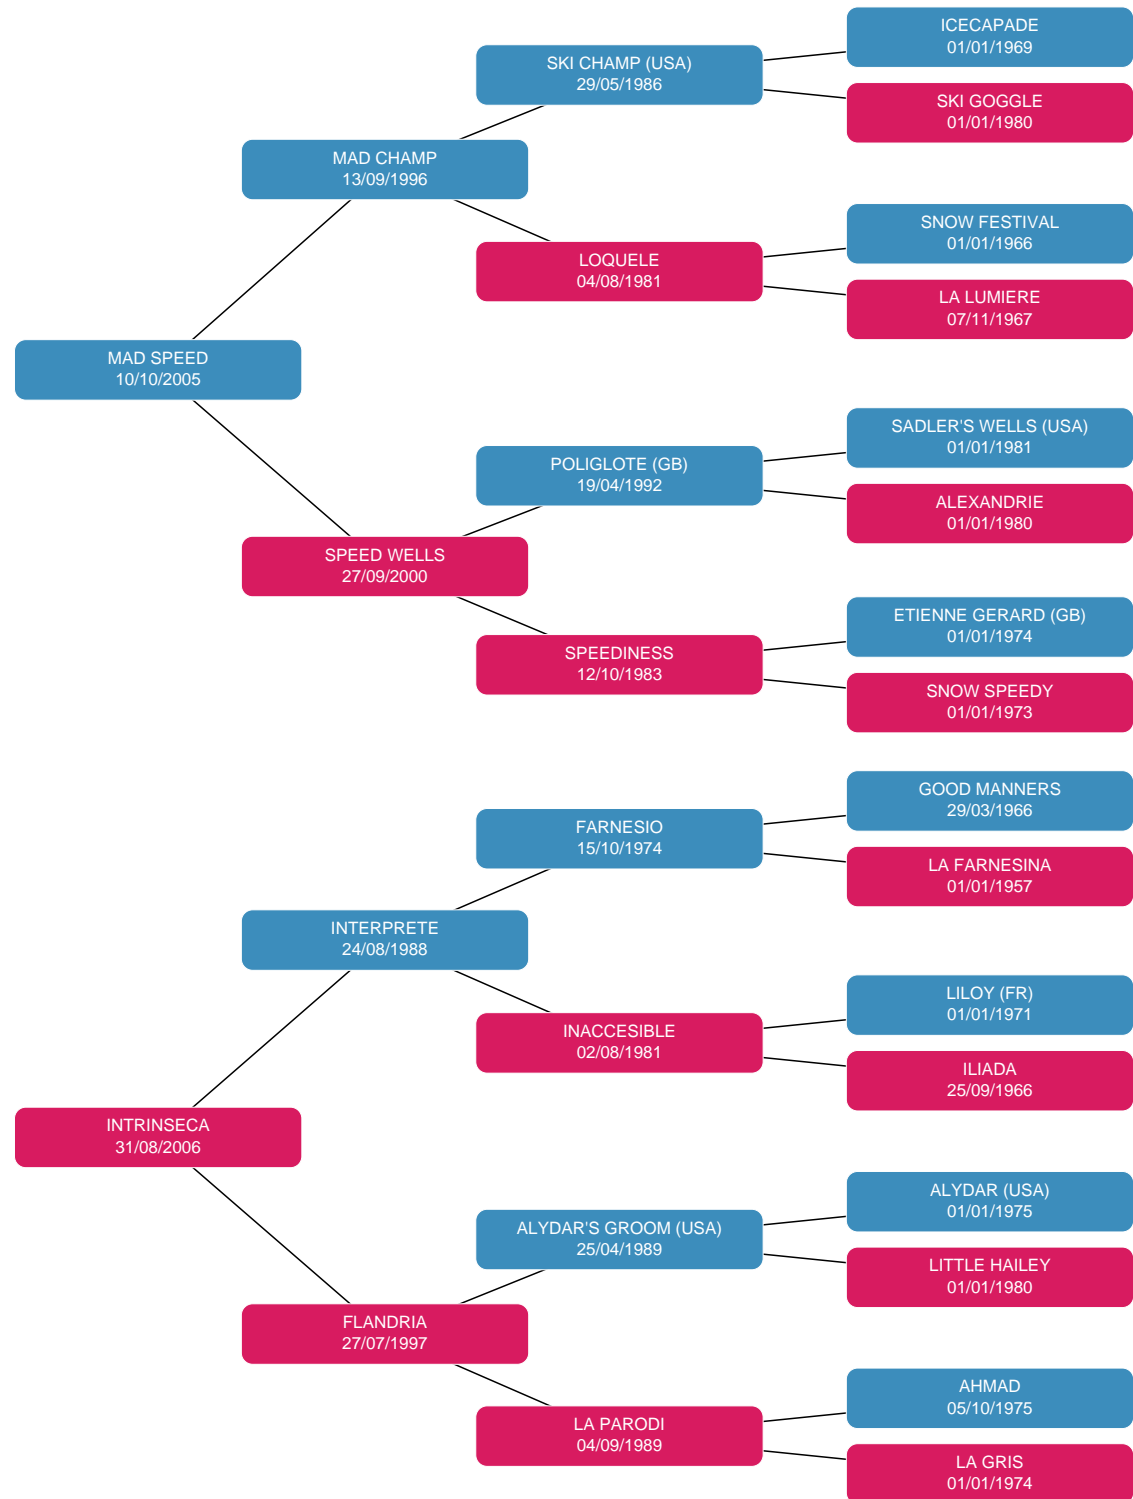 ICECAPADE
01/01/1969
SKI CHAMP (USA)
29/05/1986
SKI GOGGLE
01/01/1980
MAD CHAMP
13/09/1996
SNOW FESTIVAL
01/01/1966
LOQUELE
04/08/1981
LA LUMIERE
07/11/1967
MAD SPEED
10/10/2005
SADLER'S WELLS (USA)
01/01/1981
POLIGLOTE (GB)
19/04/1992
ALEXANDRIE
01/01/1980
SPEED WELLS
27/09/2000
ETIENNE GERARD (GB)
01/01/1974
SPEEDINESS
12/10/1983
SNOW SPEEDY
01/01/1973
GOOD MANNERS
29/03/1966
FARNESIO
15/10/1974
LA FARNESINA
01/01/1957
INTERPRETE
24/08/1988
LILOY (FR)
01/01/1971
INACCESIBLE
02/08/1981
ILIADA
25/09/1966
INTRINSECA
31/08/2006
ALYDAR (USA)
01/01/1975
ALYDAR'S GROOM (USA)
25/04/1989
LITTLE HAILEY
01/01/1980
FLANDRIA
27/07/1997
AHMAD
05/10/1975
LA PARODI
04/09/1989
LA GRIS
01/01/1974